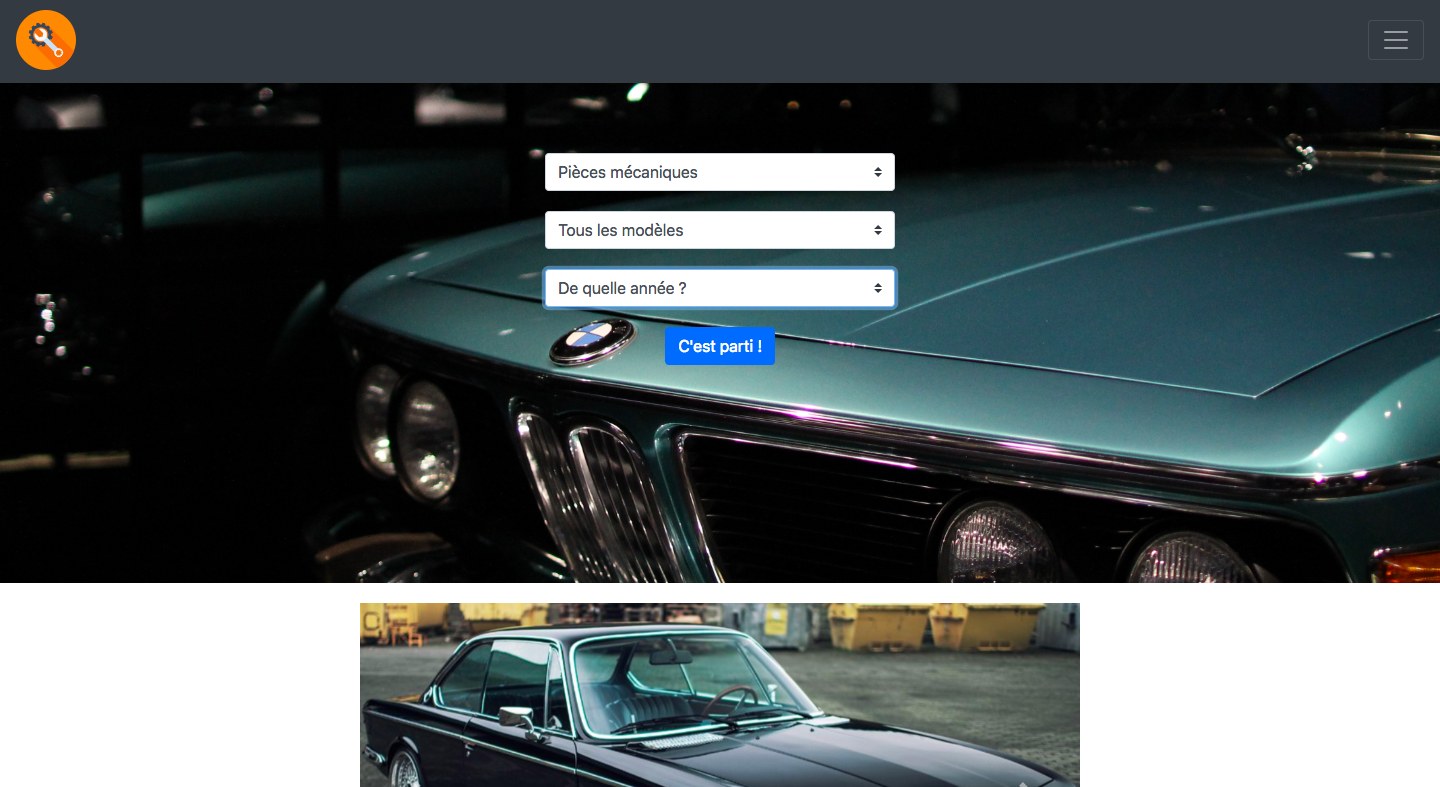 Pièces mécaniques
Tous les modèles
De quelle année ?
C'est parti !